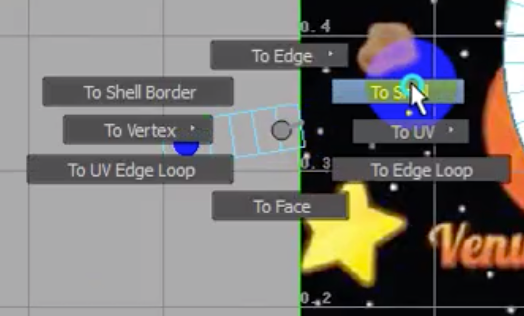 0.4
To Edge
To Shell Border
To Shell
To Vertex
To UV
To UV Edge Loop
0.3
To Edge Loop
To Face
0.2